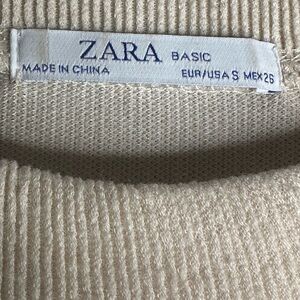 ZARA BASIC
MADE IN CHINA EUR/USA S MEX 26